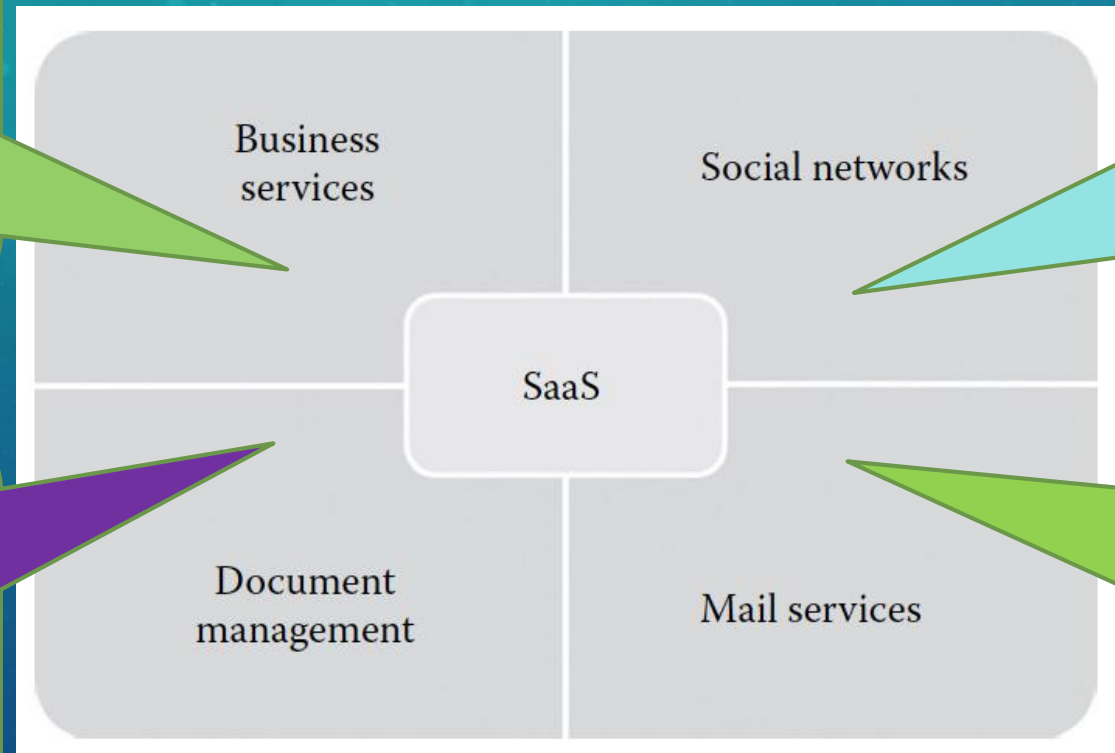 Business
services
Social networks
SaaS
Document
management
Mail services